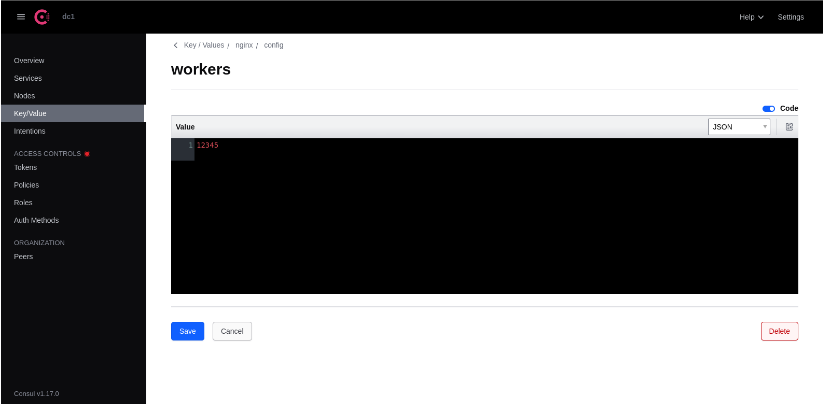 dc1
Help
Settings
Overview
Services
Nodes
Key/Value
Intentions
ACCESS CONTROLS
Tokens
Policies
Roles
Auth Methods
ORGANIZATION
Peers
Consul v1.17.0
Key / Values / nginx / config
workers
Code
Value
JSON
1 12345
Save
Cancel
Delete